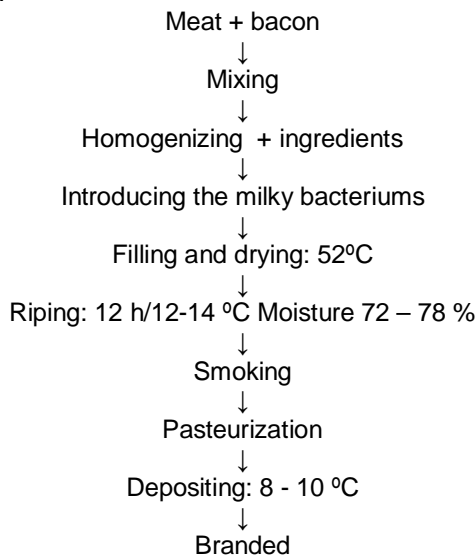 Meat + bacon
↓
Mixing
↓
Homogenizing + ingredients
↓
Introducing the milky bacteriums
↓
Filling and drying: 52ºC
↓
Riping: 12 h/12-14 ºC Moisture 72 – 78 %
↓
Smoking
↓
Pasteurization
↓
Depositing: 8 - 10 ºC
↓
Branded